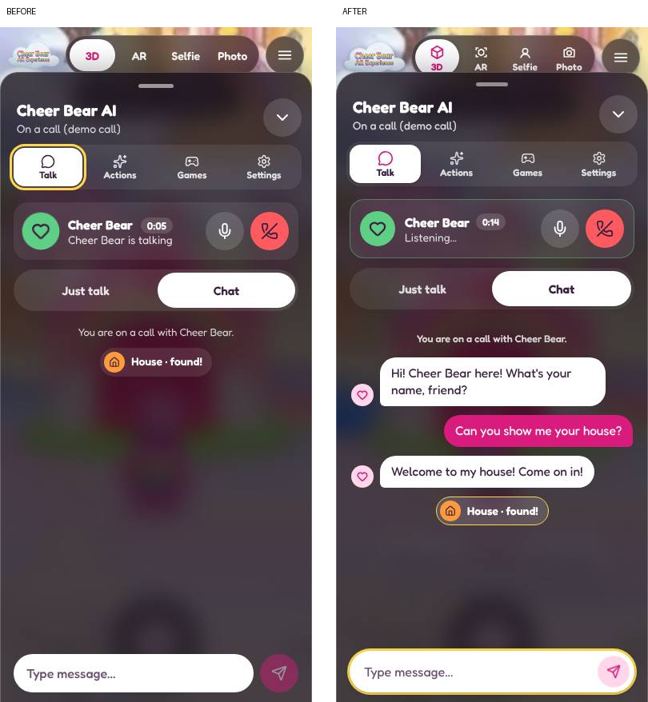 BEFORE
Cheer Bear
AR Experience
3D
AR
Selfie
Photo
Cheer Bear AI
On a call (demo call)
Talk
Actions
Games
Settings
Cheer Bear 0:05
Cheer Bear is talking
Just talk
Chat
You are on a call with Cheer Bear.
House · found!
Type message...
AFTER
Cheer Bear
AR Experience
3D
AR
Selfie
Photo
Cheer Bear AI
On a call (demo call)
Talk
Actions
Games
Settings
Cheer Bear 0:14
Listening...
Just talk
Chat
You are on a call with Cheer Bear.
Hi! Cheer Bear here! What's your
name, friend?
Can you show me your house?
Welcome to my house! Come on in!
House · found!
Type message...